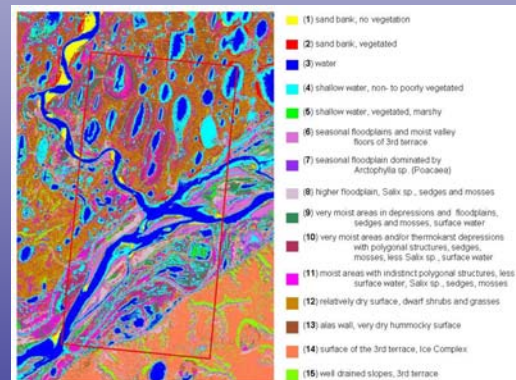 (1) sand bank, no vegetation
(2) sand bank, vegetated
(3) water
(4) shallow water, non- to poorly vegetated
(5) shallow water, vegetated, marshy
(6) seasonal floodplains and moist valley
floors of 3rd terrace
(7) seasonal floodplain dominated by
Arctophylla sp. (Poacaea)
(8) higher floodplain, Salix sp., sedges and mosses
(9) very moist areas in depressions and floodplains,
sedges and mosses, surface water
(10) very moist areas and/or thermkarst depressions
with polygonal structures, sedges,
mosses, less Salix sp., surface water
(11) moist areas with indistinct polygonal structures, less
surface water, Salix sp., sedges, mosses
(12) relatively dry surface, dwarf shrubs and grasses
(13) alas wall, very dry hummocky surface
(14) surface of the 3rd terrace, Ice Complex
(15) well drained slopes, 3rd terrace